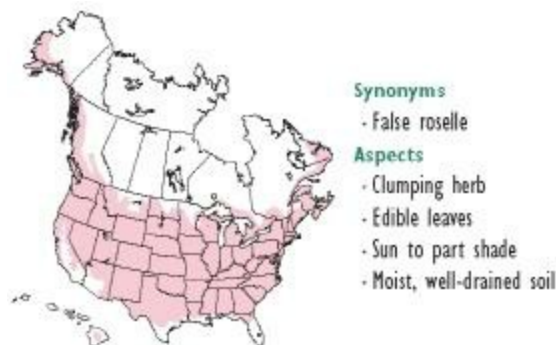 Synonyms
- False roselle
Aspects
- Clumping herb
- Edible leaves
- Sun to part shade
- Moist, well-drained soil